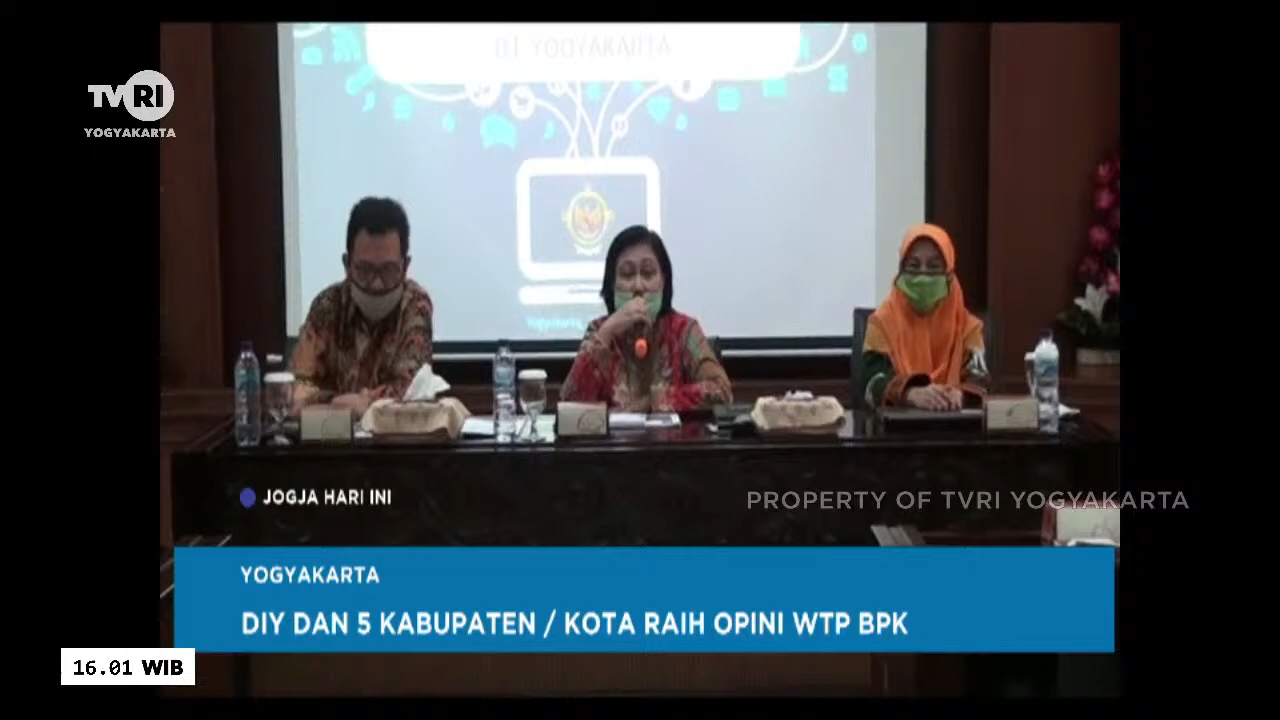 DI YOGYAKARTA
TVRI
YOGYAKARTA
Yogyakarta,
JOGJA HARI INI
PROPERTY OF TVRI YOGYAKARTA
YOGYAKARTA
DIY DAN 5 KABUPATEN / KOTA RAIH OPINI WTP BPK
16.01 WIB